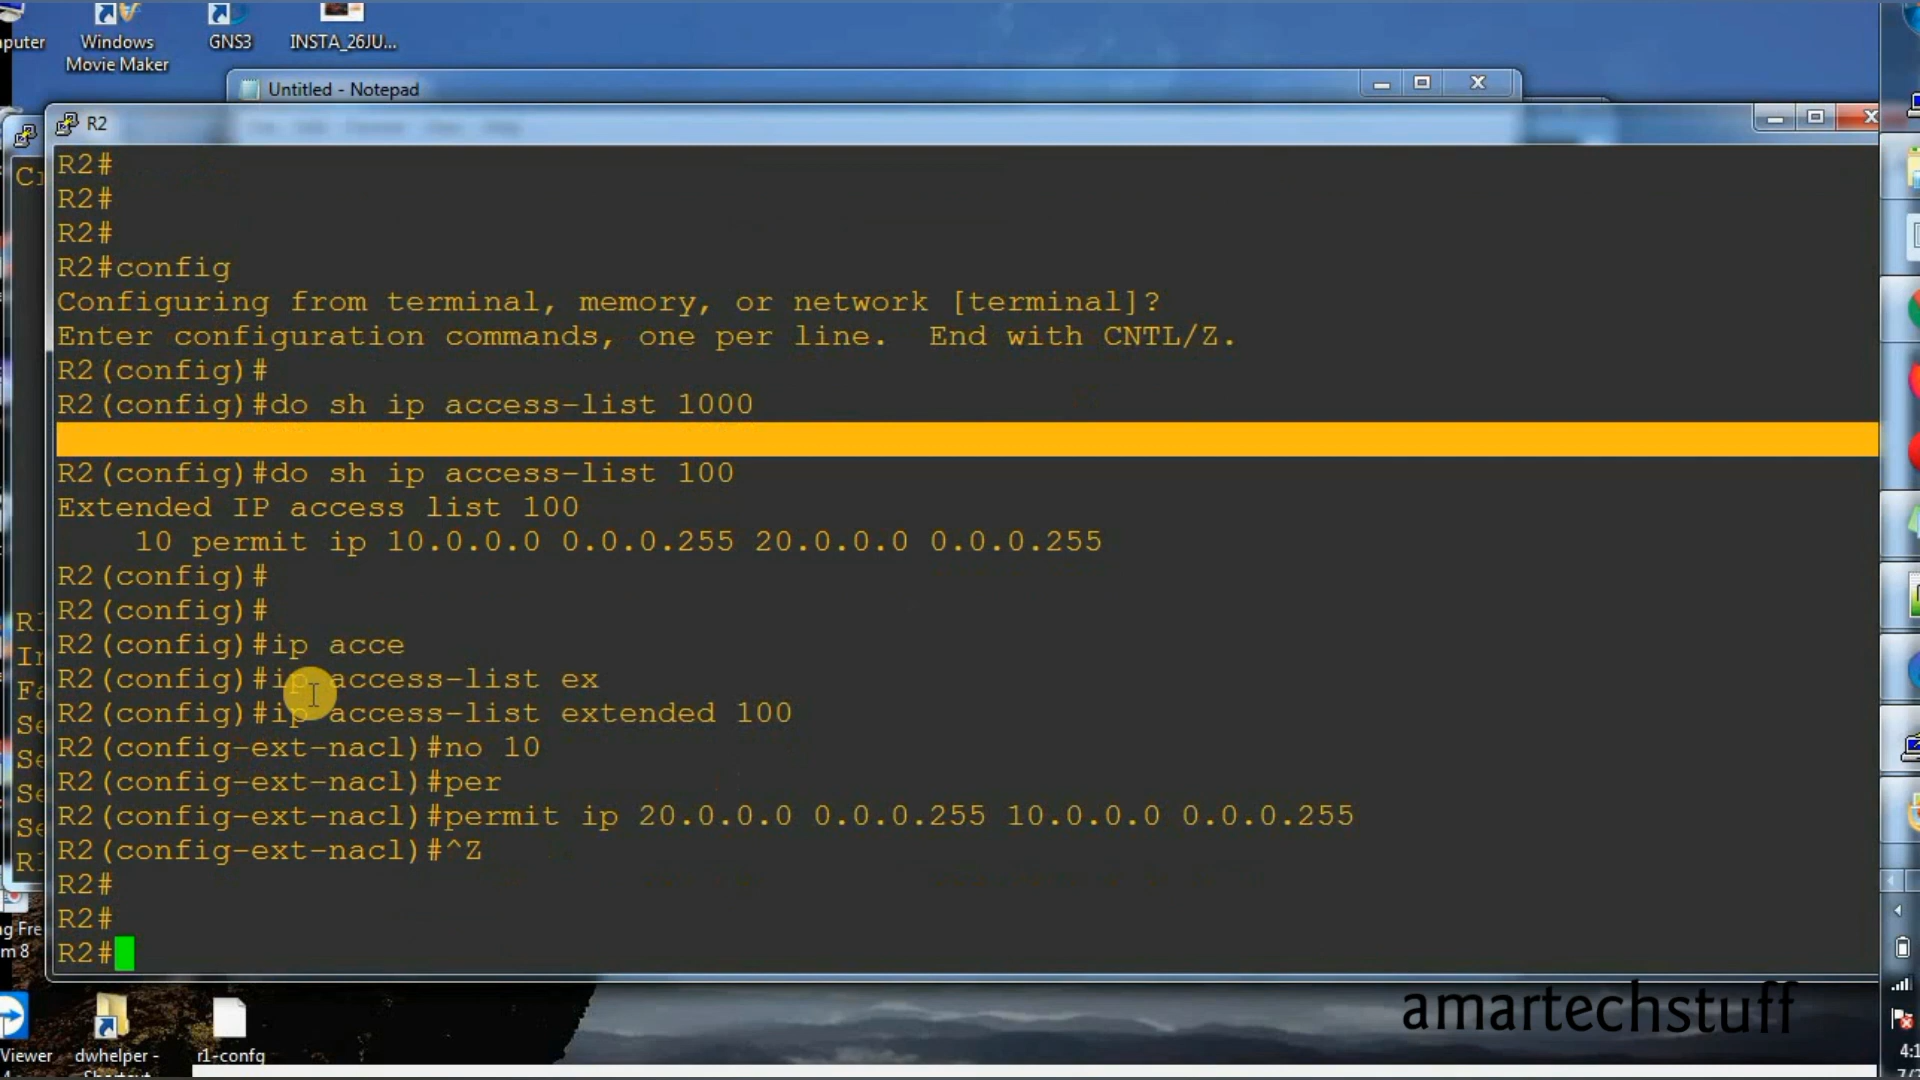 puter
Windows
Movie Maker
GNS3
INSTA_26JU...
Untitled - Notepad
R2
R2#
R2#
R2#
R2#config
Configuring from terminal, memory, or network [terminal]?
Enter configuration commands, one per line.  End with CNTL/Z.
R2(config)#
R2(config)#do sh ip access-list 1000
R2(config)#do sh ip access-list 100
Extended IP access list 100
10 permit ip 10.0.0.0 0.0.0.255 20.0.0.0 0.0.0.255
R2(config)#
R2(config)#
R2(config)#ip acce
R2(config)#ip access-list ex
R2(config)#ip access-list extended 100
R2(config-ext-nacl)#no 10
R2(config-ext-nacl)#per
R2(config-ext-nacl)#permit ip 20.0.0.0 0.0.0.255 10.0.0.0 0.0.0.255
R2(config-ext-nacl)#^Z
R2#
R2#
R2#
g Fre
m 8
Viewer
dwhelper -
r1-confg
amartechstuff